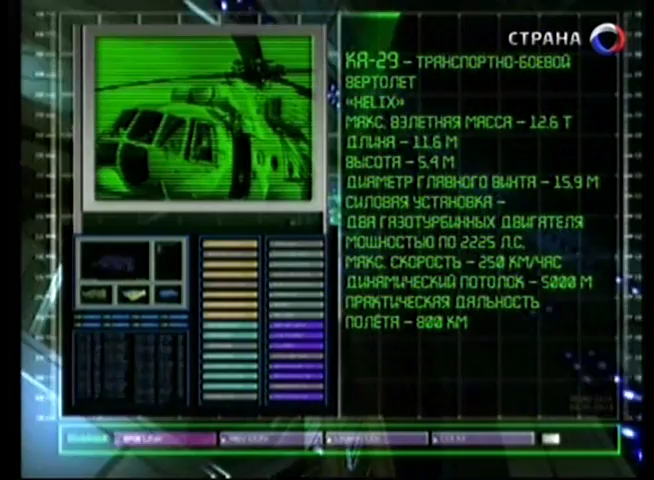 СТРАНА
КА-29 – ТРАНСПОРТНО-БОЕВОЙ
ВЕРТОЛЕТ
«HELIX»
МАКС. ВЗЛЕТНАЯ МАССА – 12.6 Т
ДЛИНА – 11.6 М
ВЫСОТА – 5.4 М
ДИАМЕТР ГЛАВНОГО ВИНТА – 15.9 М
СИЛОВАЯ УСТАНОВКА –
ДВА ГАЗОТУРБИННЫХ ДВИГАТЕЛЯ
МОЩНОСТЬЮ ПО 2225 Л.С.
МАКС. СКОРОСТЬ – 250 КМ/ЧАС
ДИНАМИЧЕСКИЙ ПОТОЛОК – 5000 М
ПРАКТИЧЕСКАЯ ДАЛЬНОСТЬ
ПОЛЁТА – 800 КМ